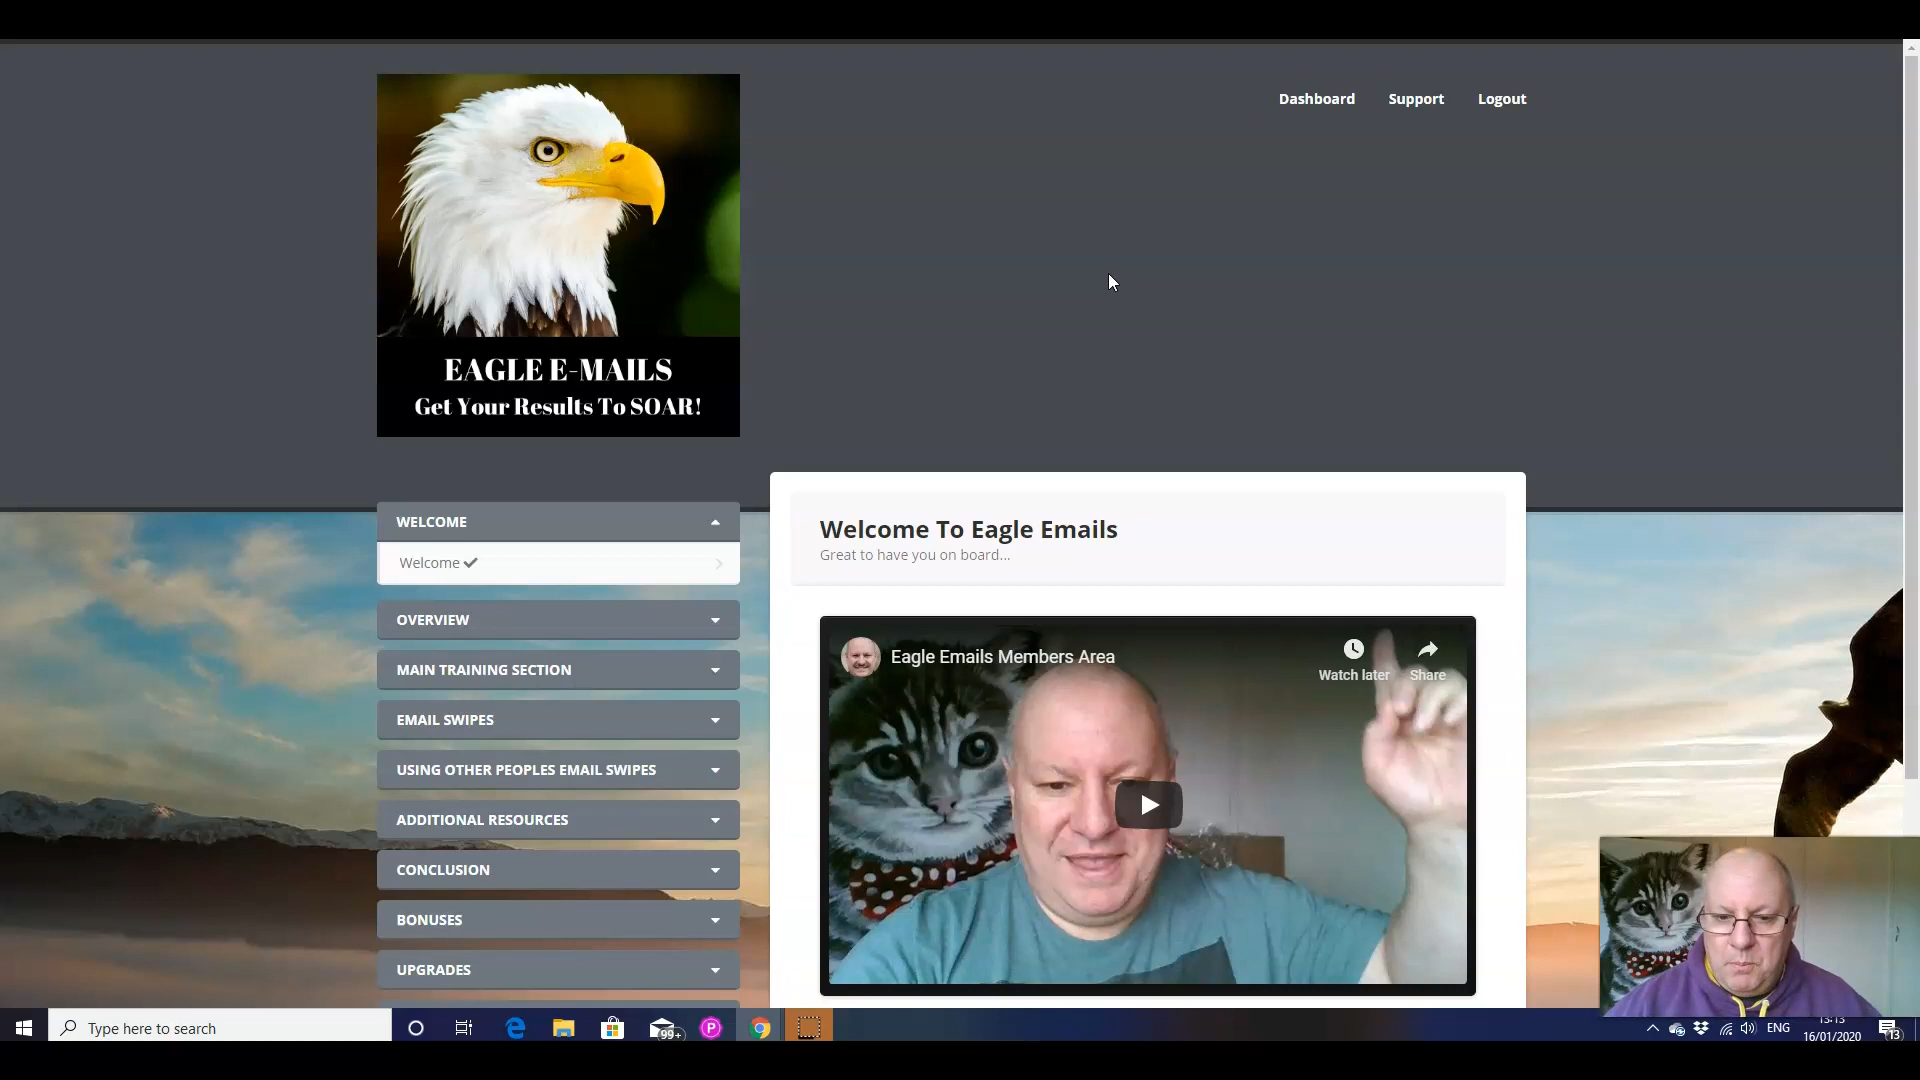 Dashboard Support Logout
EAGLE E-MAILS
Get Your Results To SOAR!
WELCOME
Welcome
OVERVIEW
MAIN TRAINING SECTION
EMAIL SWIPES
USING OTHER PEOPLES EMAIL SWIPES
ADDITIONAL RESOURCES
CONCLUSION
BONUSES
UPGRADES
Welcome To Eagle Emails
Great to have you on board...
Eagle Emails Members Area
Watch later
Share
Type here to search
99+
P
ENG
13:13
16/01/2020
13